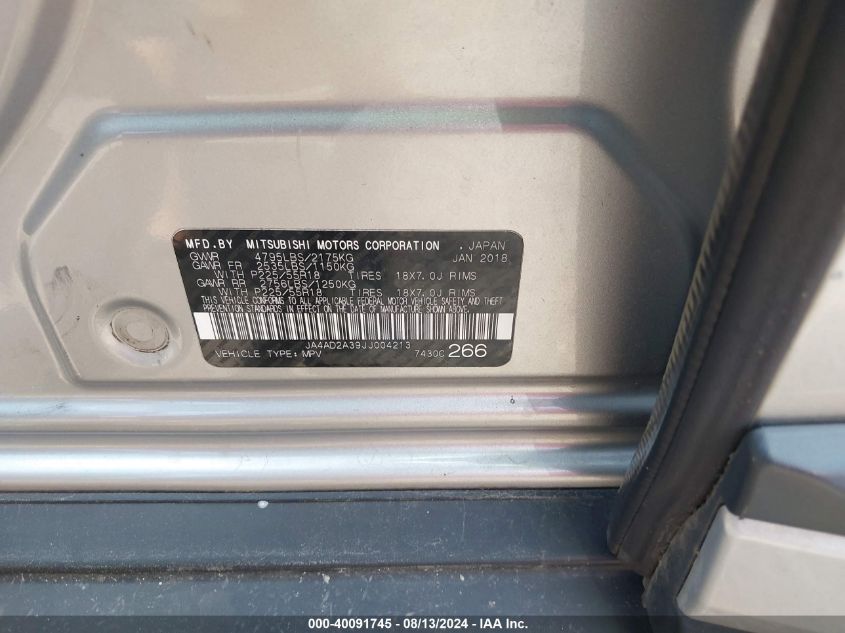 MFD.BY MITSUBISHI MOTORS CORPORATION . JAPAN
GVWR 4795LBS/2175KG JAN 2018
GAWR FR 2535LBS/1150KG
WITH P225/55R18 TIRES 18X7.0J RIMS
GAWR RR 2756LBS/1250KG
WITH P225/55R18 TIRES 18X7.0J RIMS
THIS VEHICLE CONFORMS TO ALL APPLICABLE FEDERAL MOTOR VEHICLE SAFETY AND THEFT
PREVENTION STANDARDS IN EFFECT ON THE DATE OF MANUFACTURE SHOWN ABOVE.
JA4AD2A39JJ004213
VEHICLE TYPE: MPV 7430C 266
000-40091745 - 08/13/2024 - IAA, Inc.